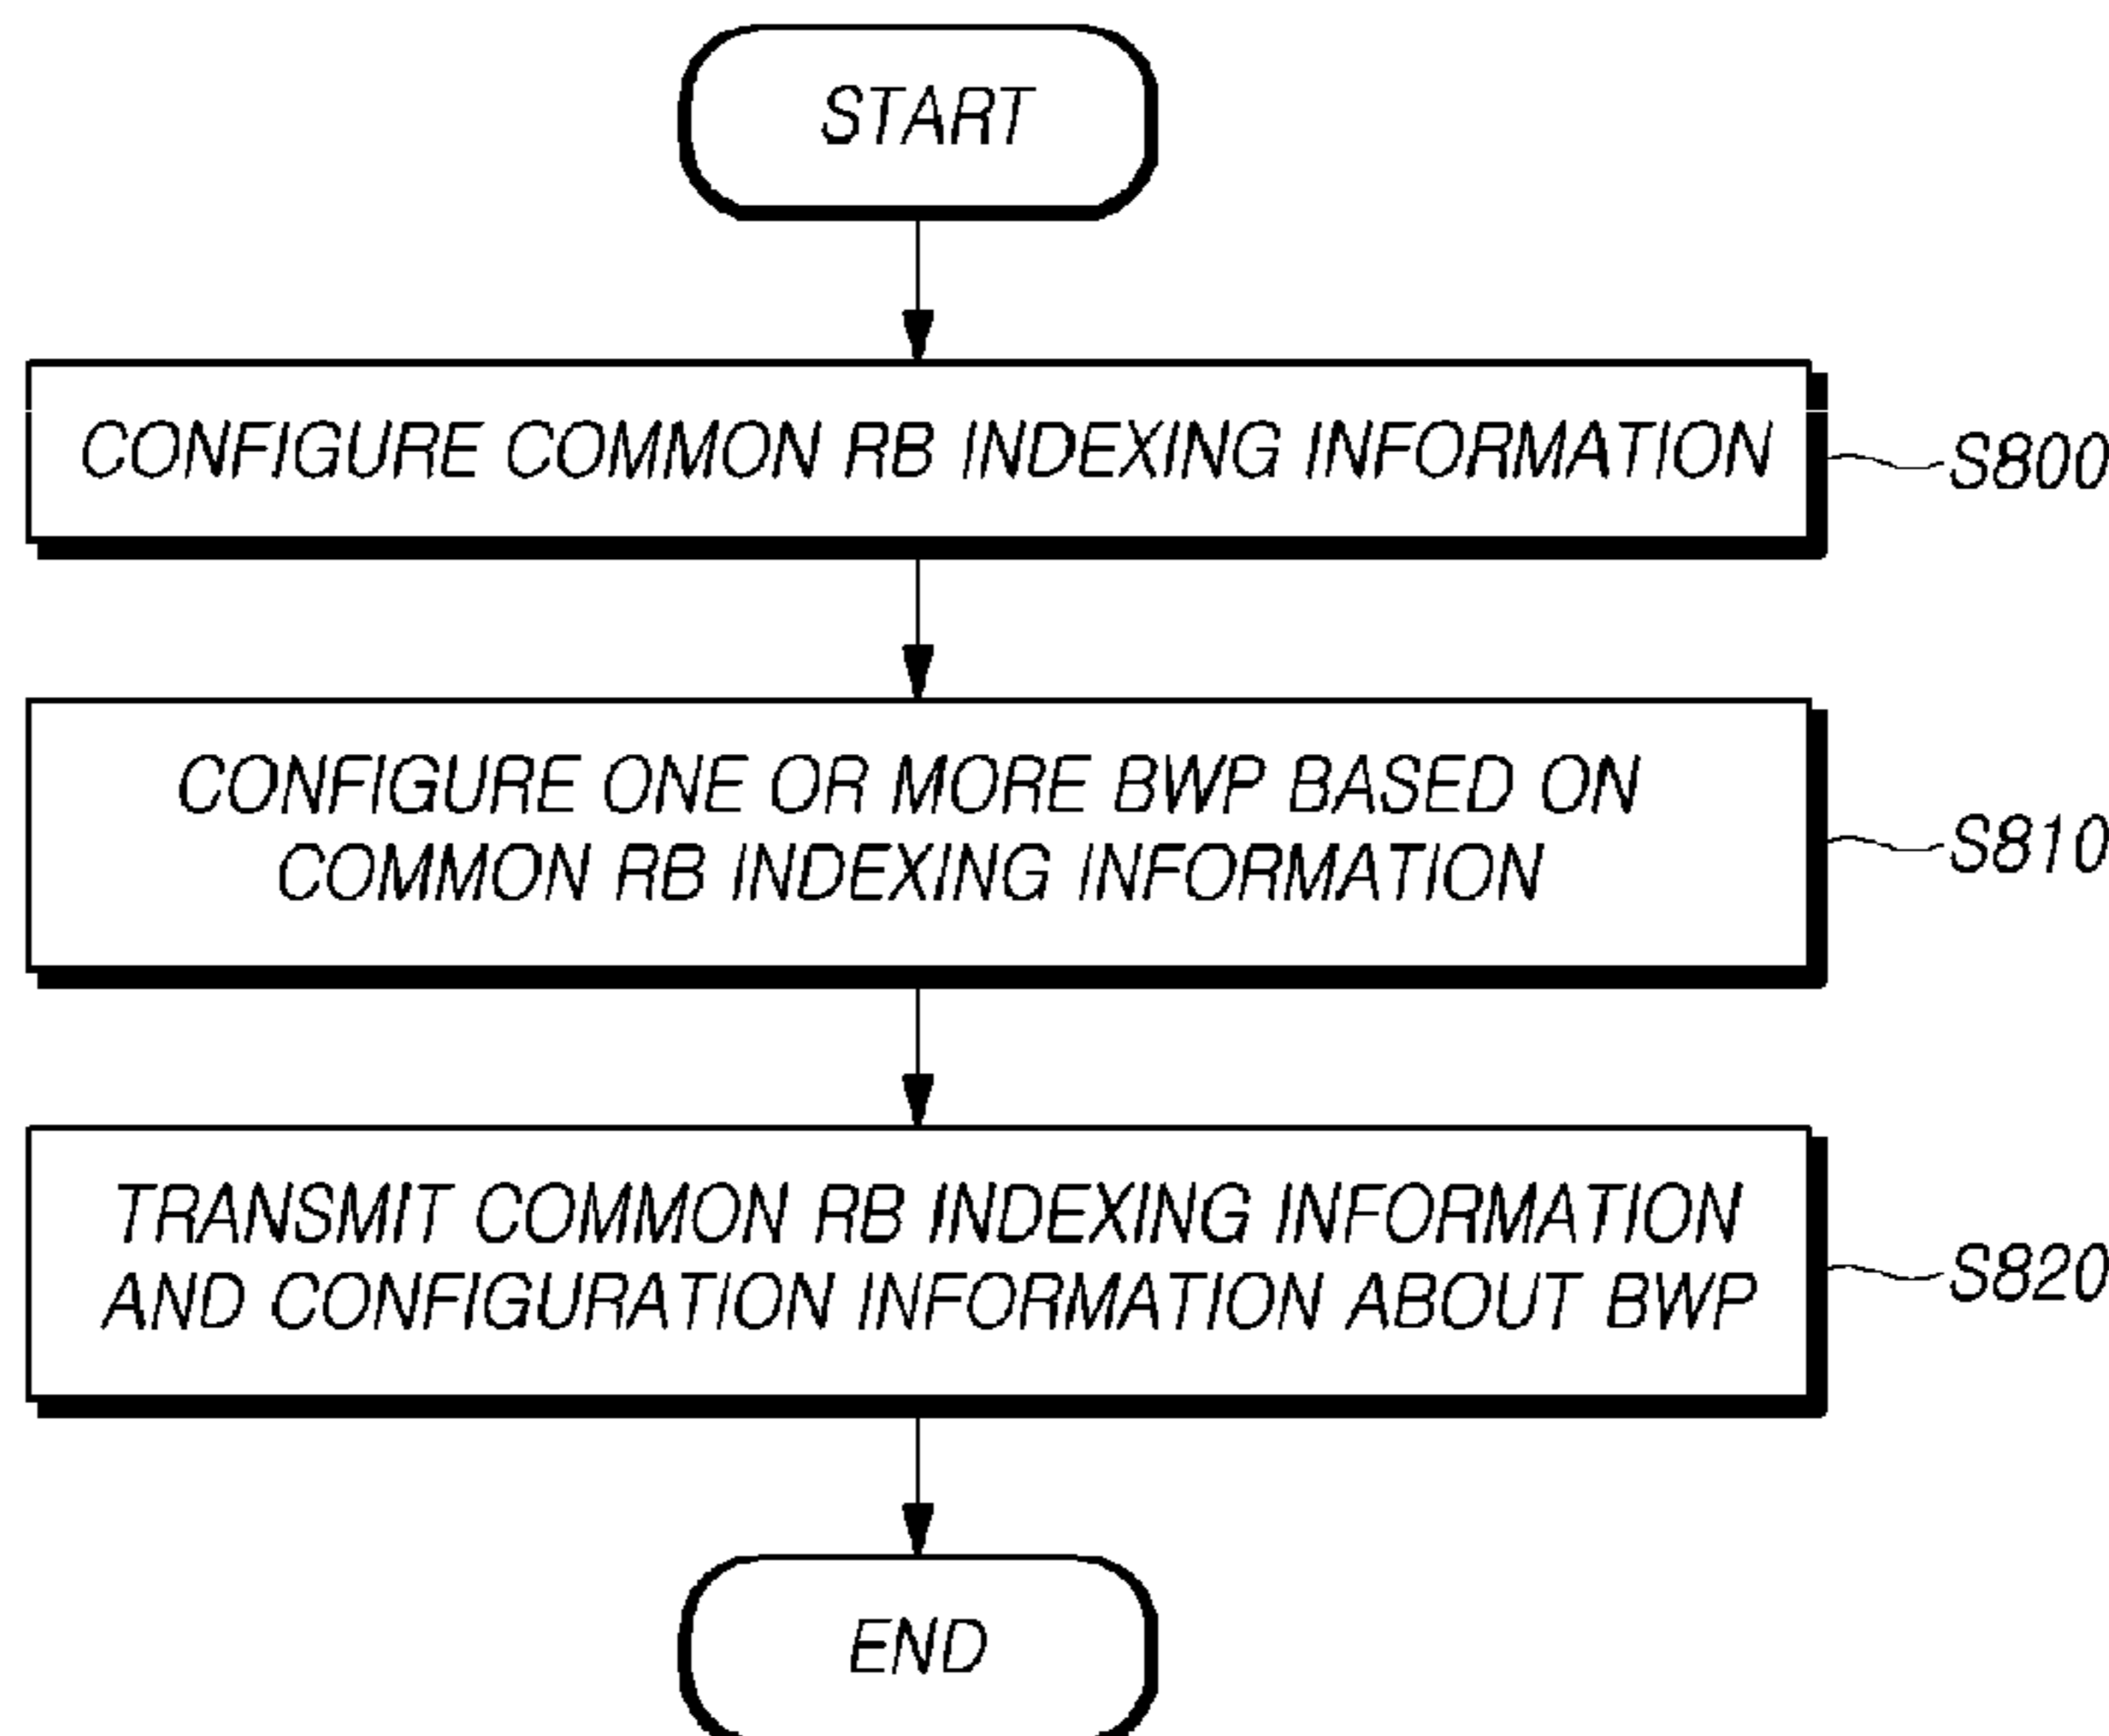 START
CONFIGURE COMMON RB INDEXING INFORMATION
S800
CONFIGURE ONE OR MORE BWP BASED ON
COMMON RB INDEXING INFORMATION
S810
TRANSMIT COMMON RB INDEXING INFORMATION
AND CONFIGURATION INFORMATION ABOUT BWP
S820
END